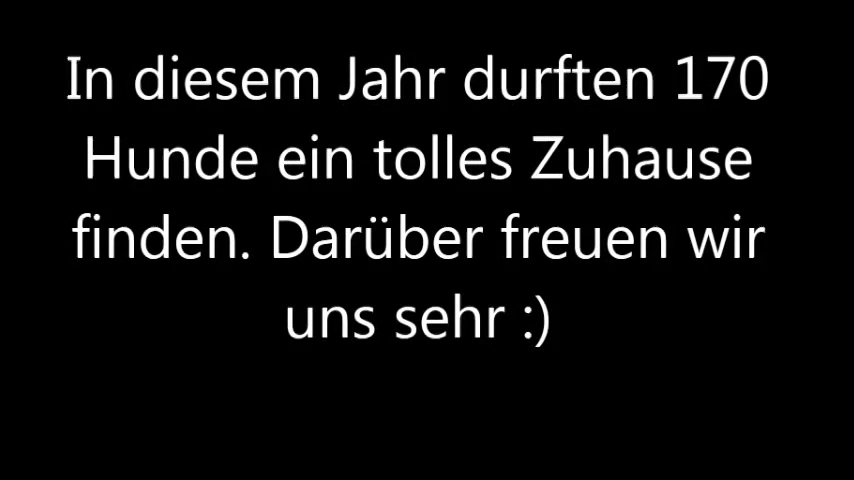 In diesem Jahr durften 170
Hunde ein tolles Zuhause
finden. Darüber freuen wir
uns sehr :)